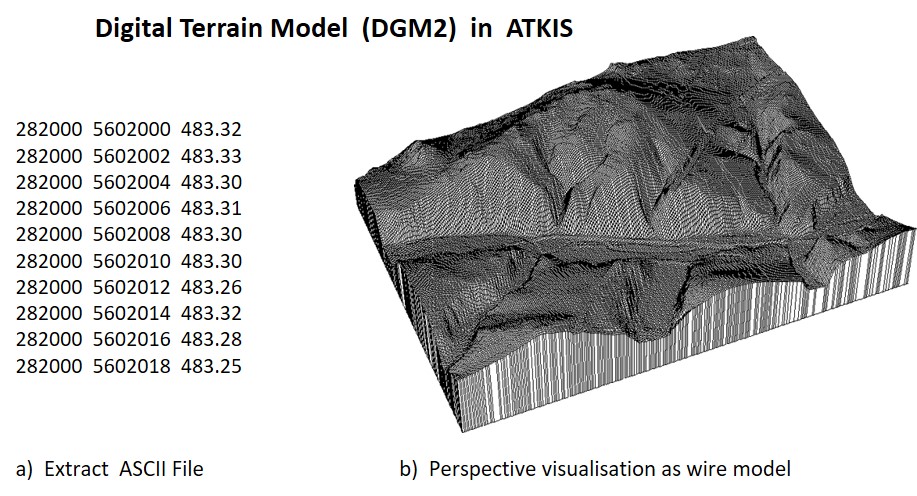 Digital Terrain Model (DGM2) in ATKIS
282000 5602000 483.32
282000 5602002 483.33
282000 5602004 483.30
282000 5602006 483.31
282000 5602008 483.30
282000 5602010 483.30
282000 5602012 483.26
282000 5602014 483.32
282000 5602016 483.28
282000 5602018 483.25
a) Extract ASCII File
b) Perspective visualisation as wire model